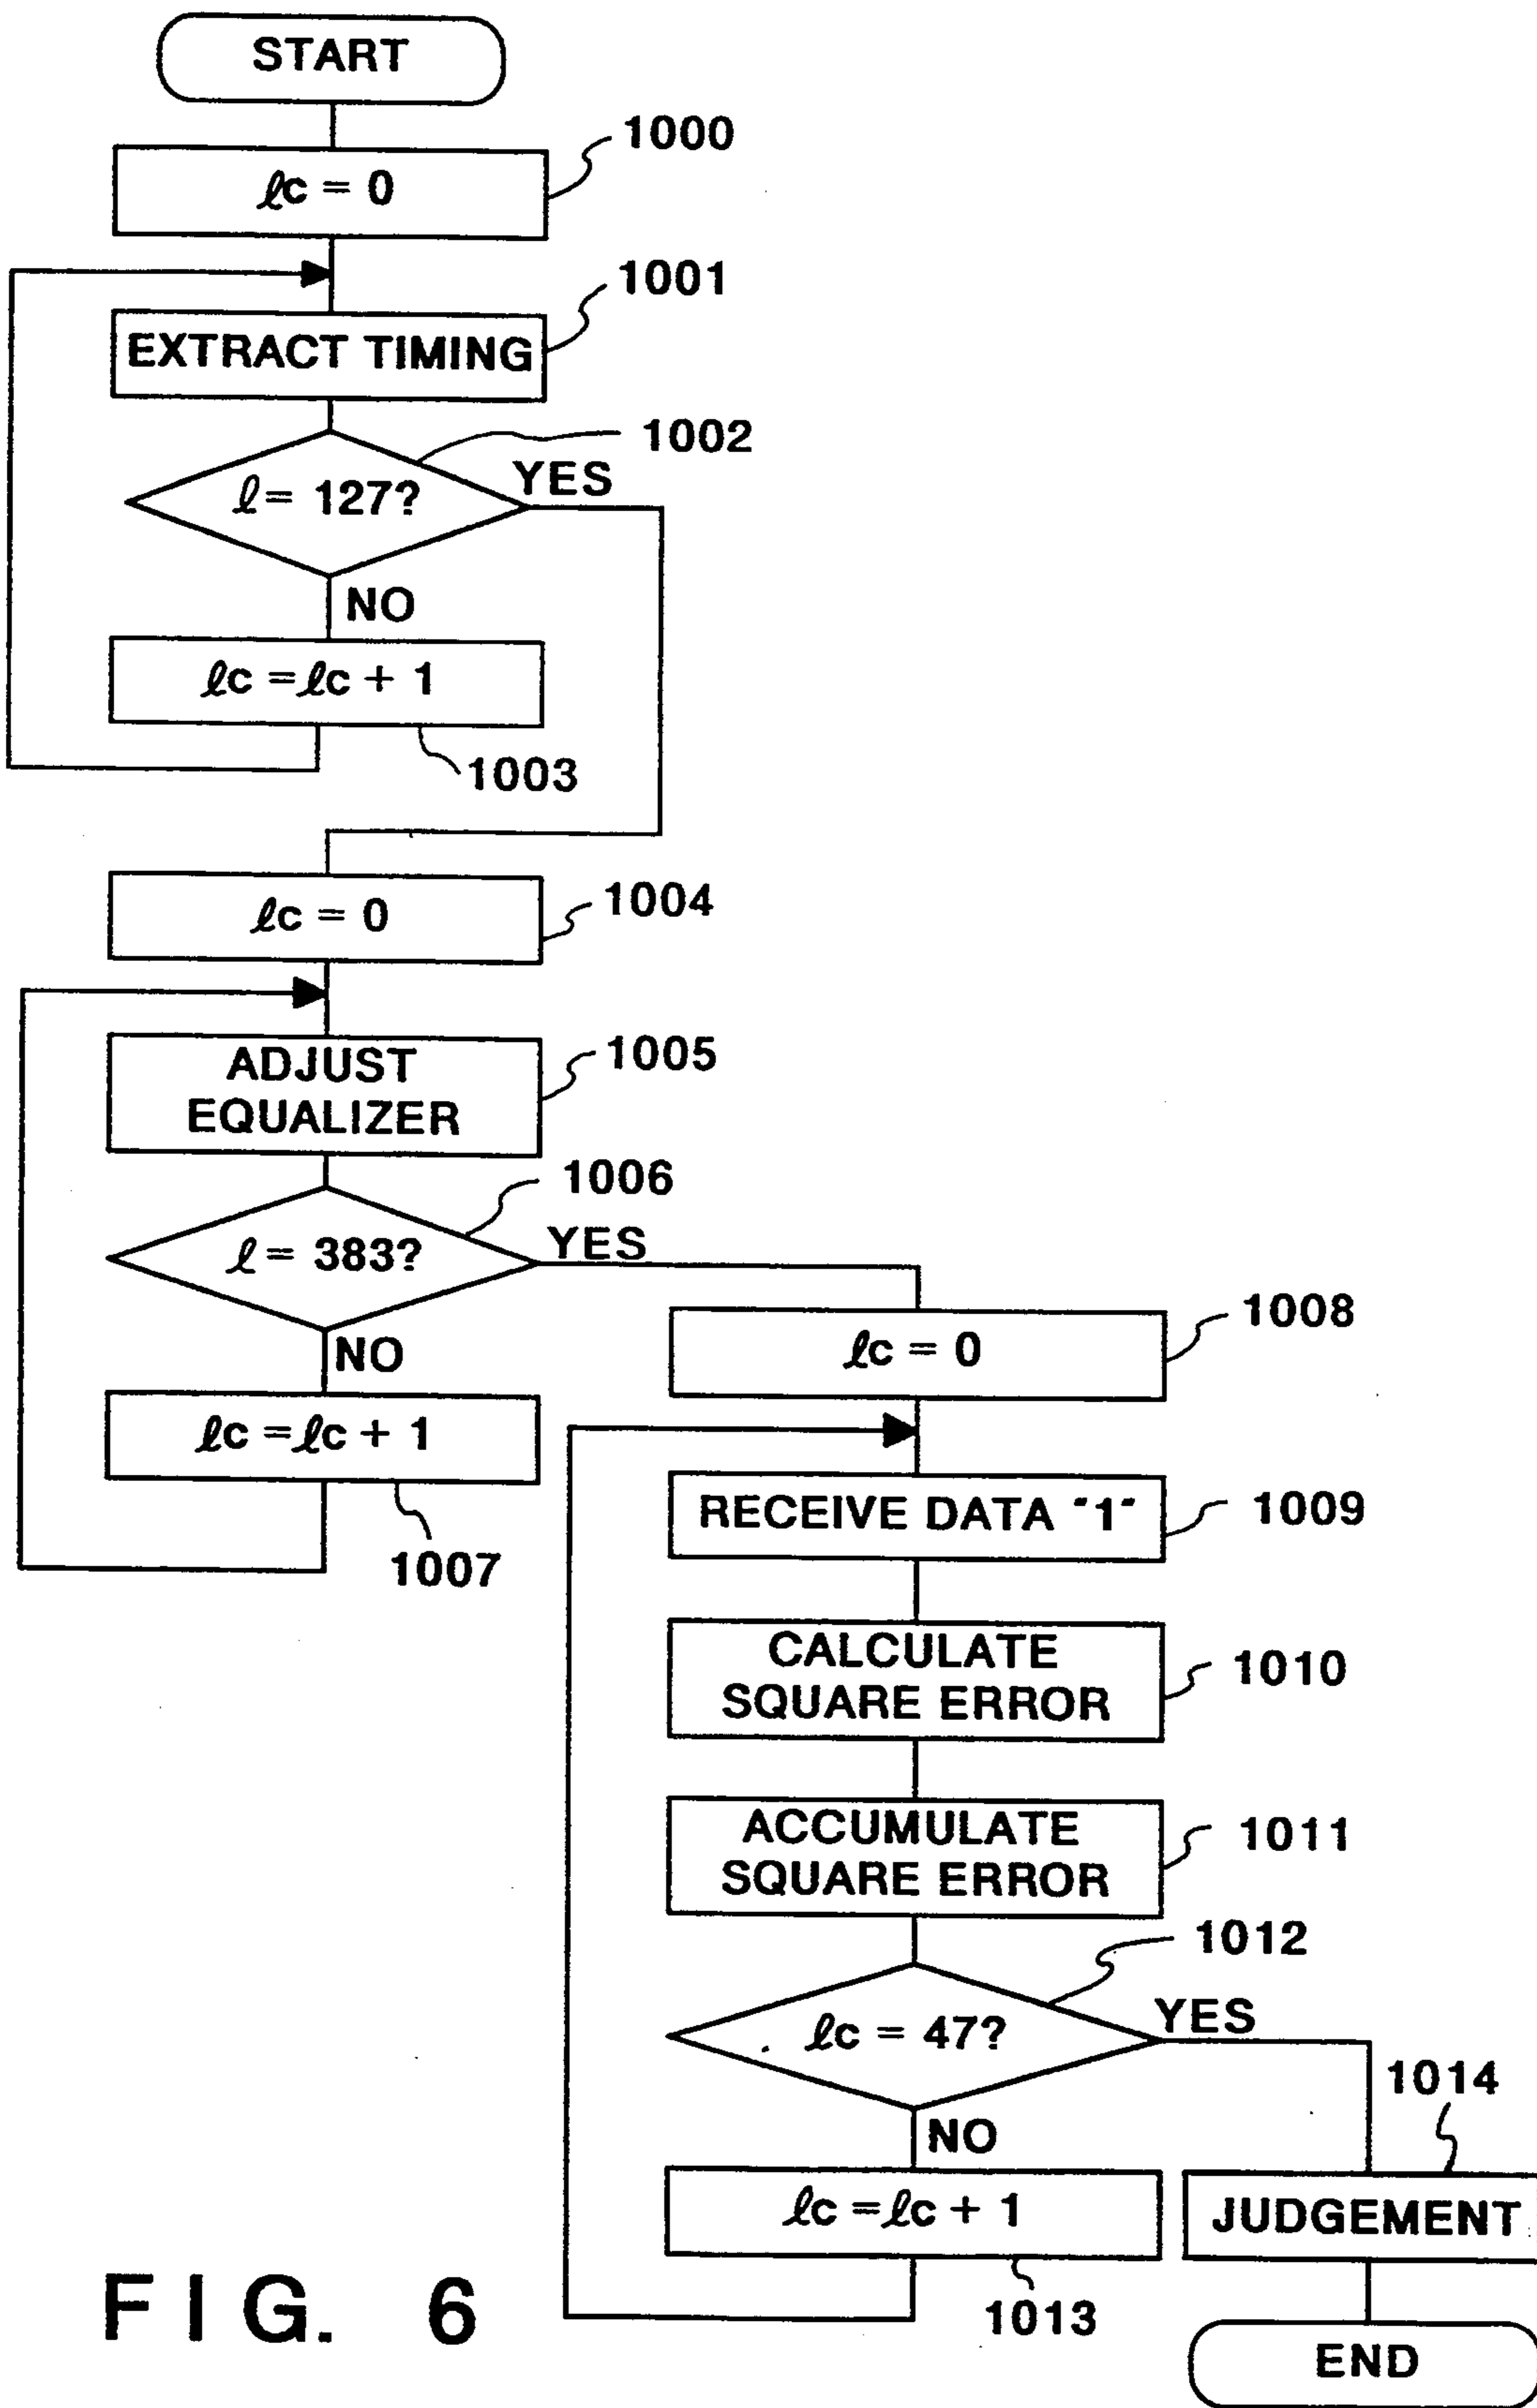 START
1000
ℓc = 0
1001
EXTRACT TIMING
1002
YES
ℓ = 127?
NO
ℓc = ℓc + 1
1003
1004
ℓc = 0
1005
ADJUST
EQUALIZER
1006
YES
ℓ = 383?
NO
ℓc = ℓc + 1
1007
1008
ℓc = 0
1009
RECEIVE DATA "1"
1010
CALCULATE
SQUARE ERROR
1011
ACCUMULATE
SQUARE ERROR
1012
YES
ℓc = 47?
NO
ℓc = ℓc + 1
1013
1014
JUDGEMENT
END
FIG. 6